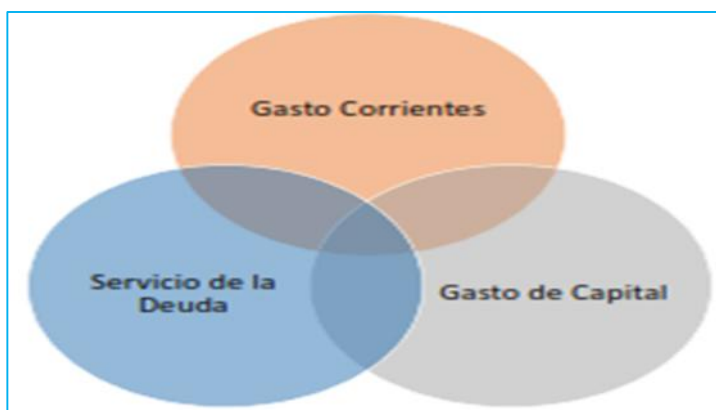 Gasto Corrientes
Servicio de la
Deuda
Gasto de Capital